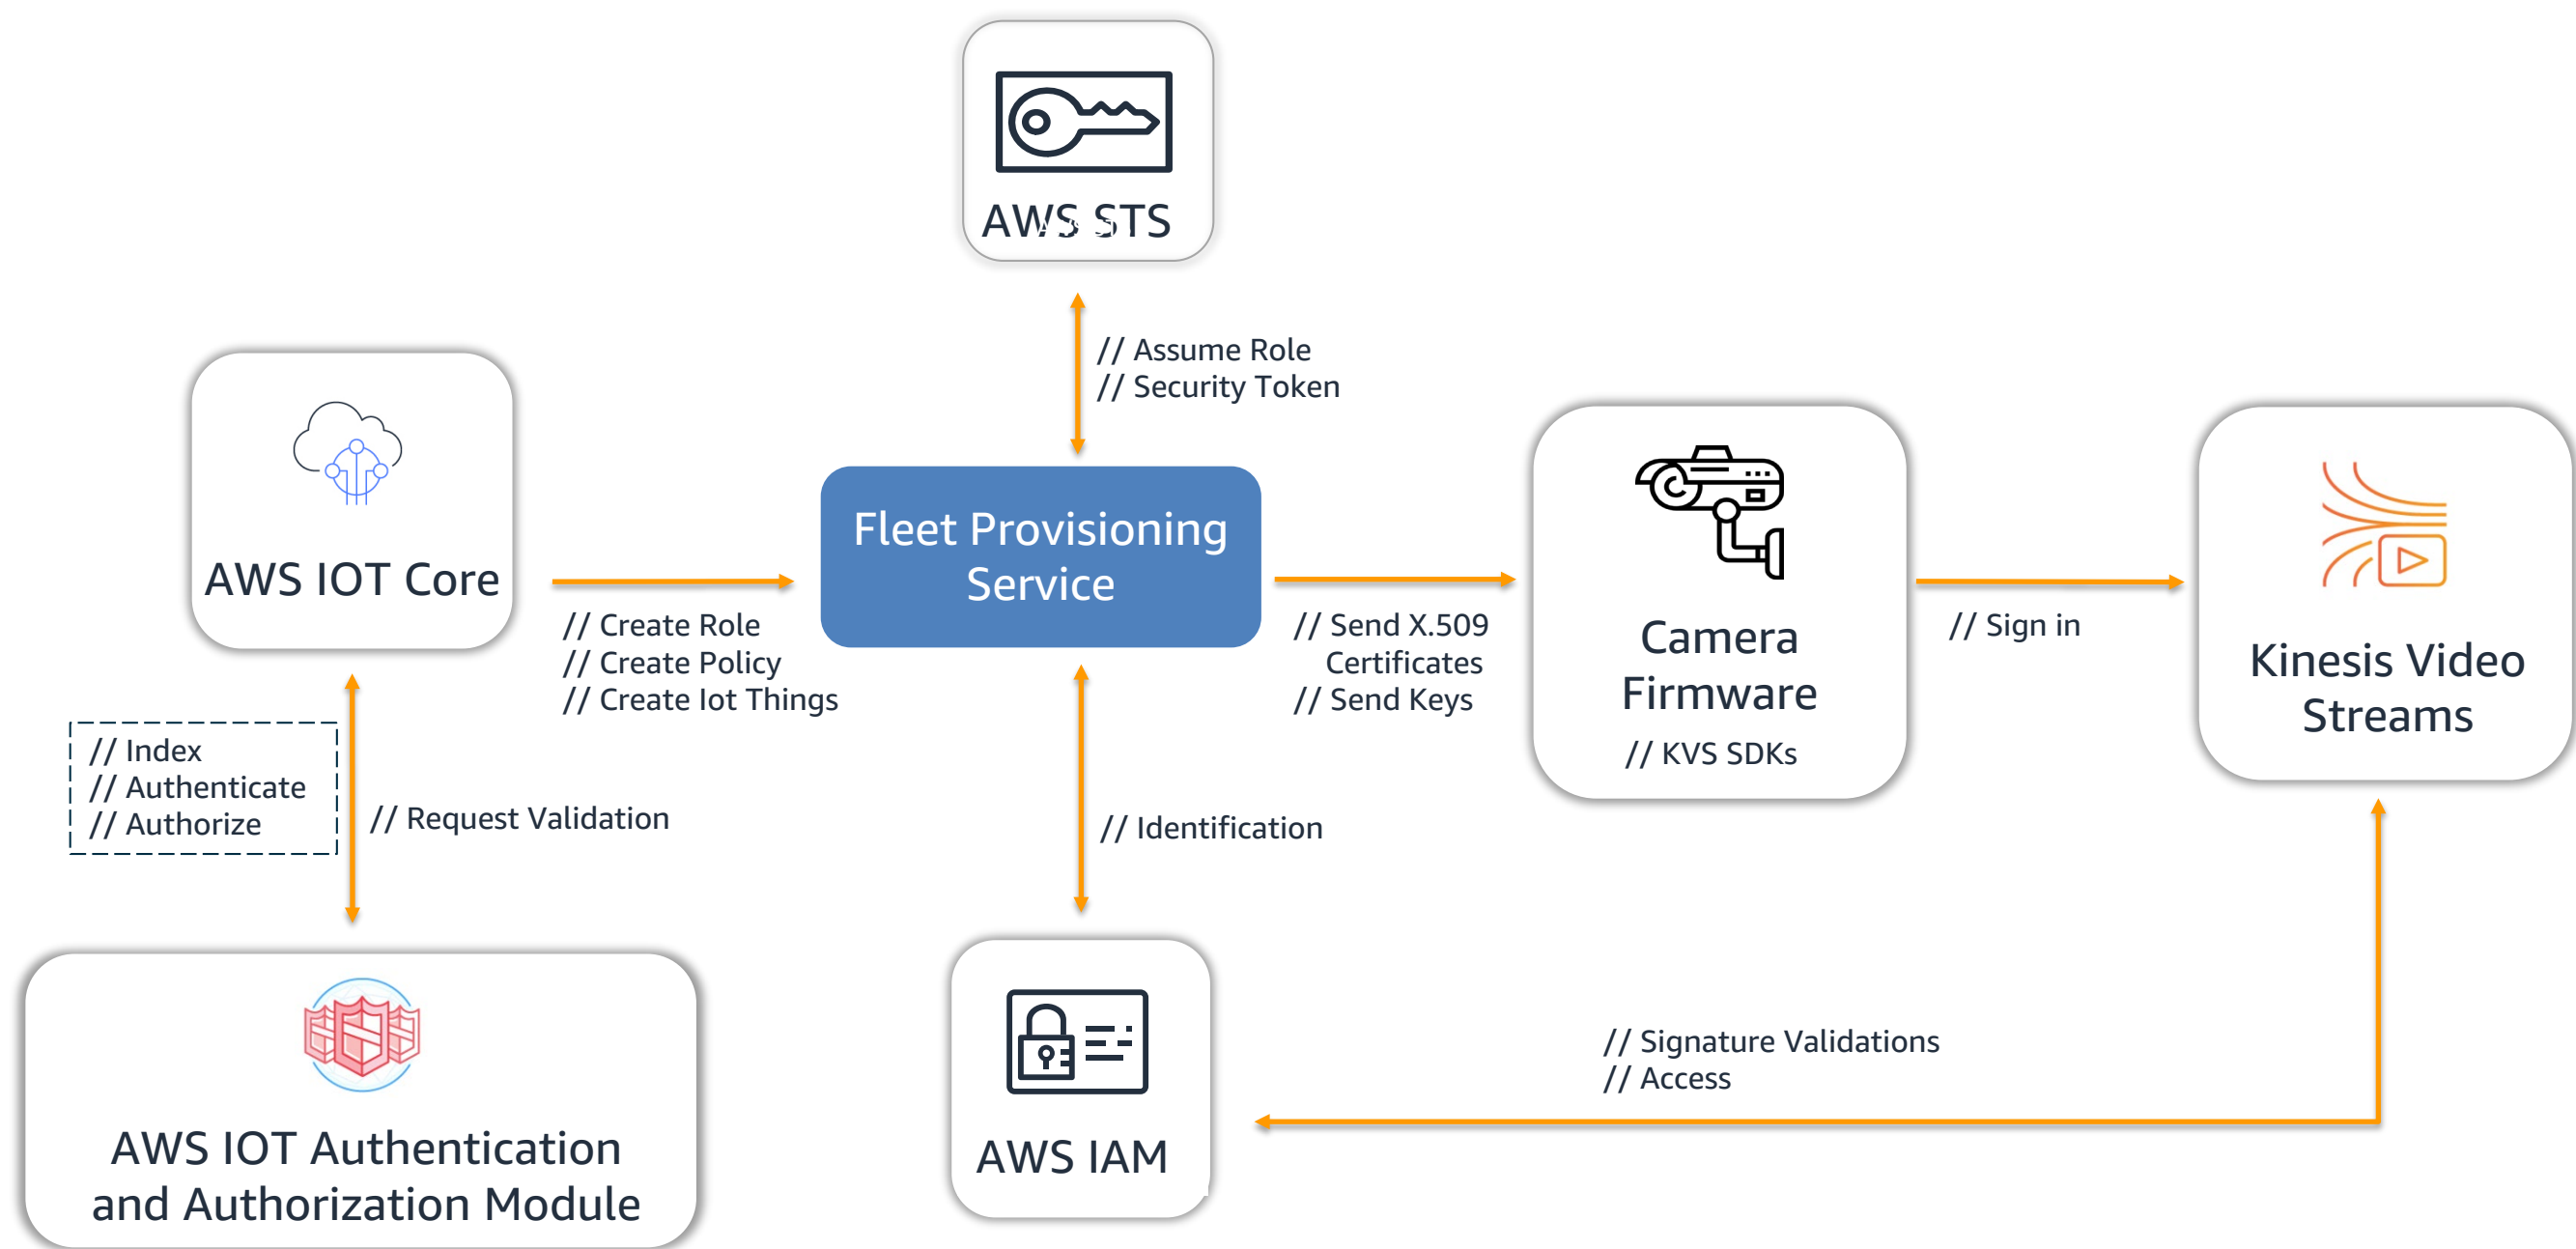 AWS STS
// Assume Role
// Security Token
AWS IOT Core
// Create Role
// Create Policy
// Create Iot Things
Fleet Provisioning
Service
// Send X.509
Certificates
// Send Keys
Camera
Firmware
// KVS SDKs
// Sign in
Kinesis Video
Streams
// Index
// Authenticate
// Authorize
// Request Validation
// Identification
AWS IOT Authentication
and Authorization Module
AWS IAM
// Signature Validations
// Access